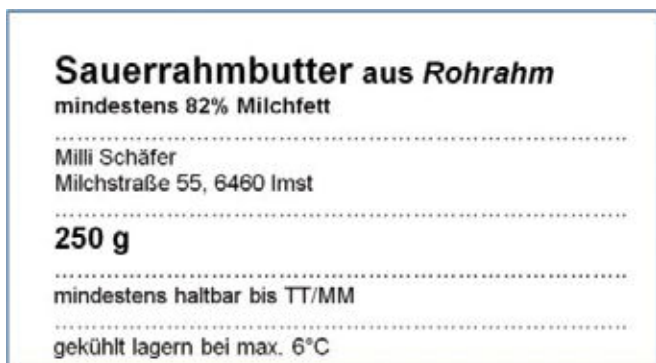 Sauerrahmbutter aus Rohrahm
mindestens 82% Milchfett
Milli Schäfer
Milchstraße 55, 6460 Imst
250 g
mindestens haltbar bis TT/MM
gekühlt lagern bei max. 6°C